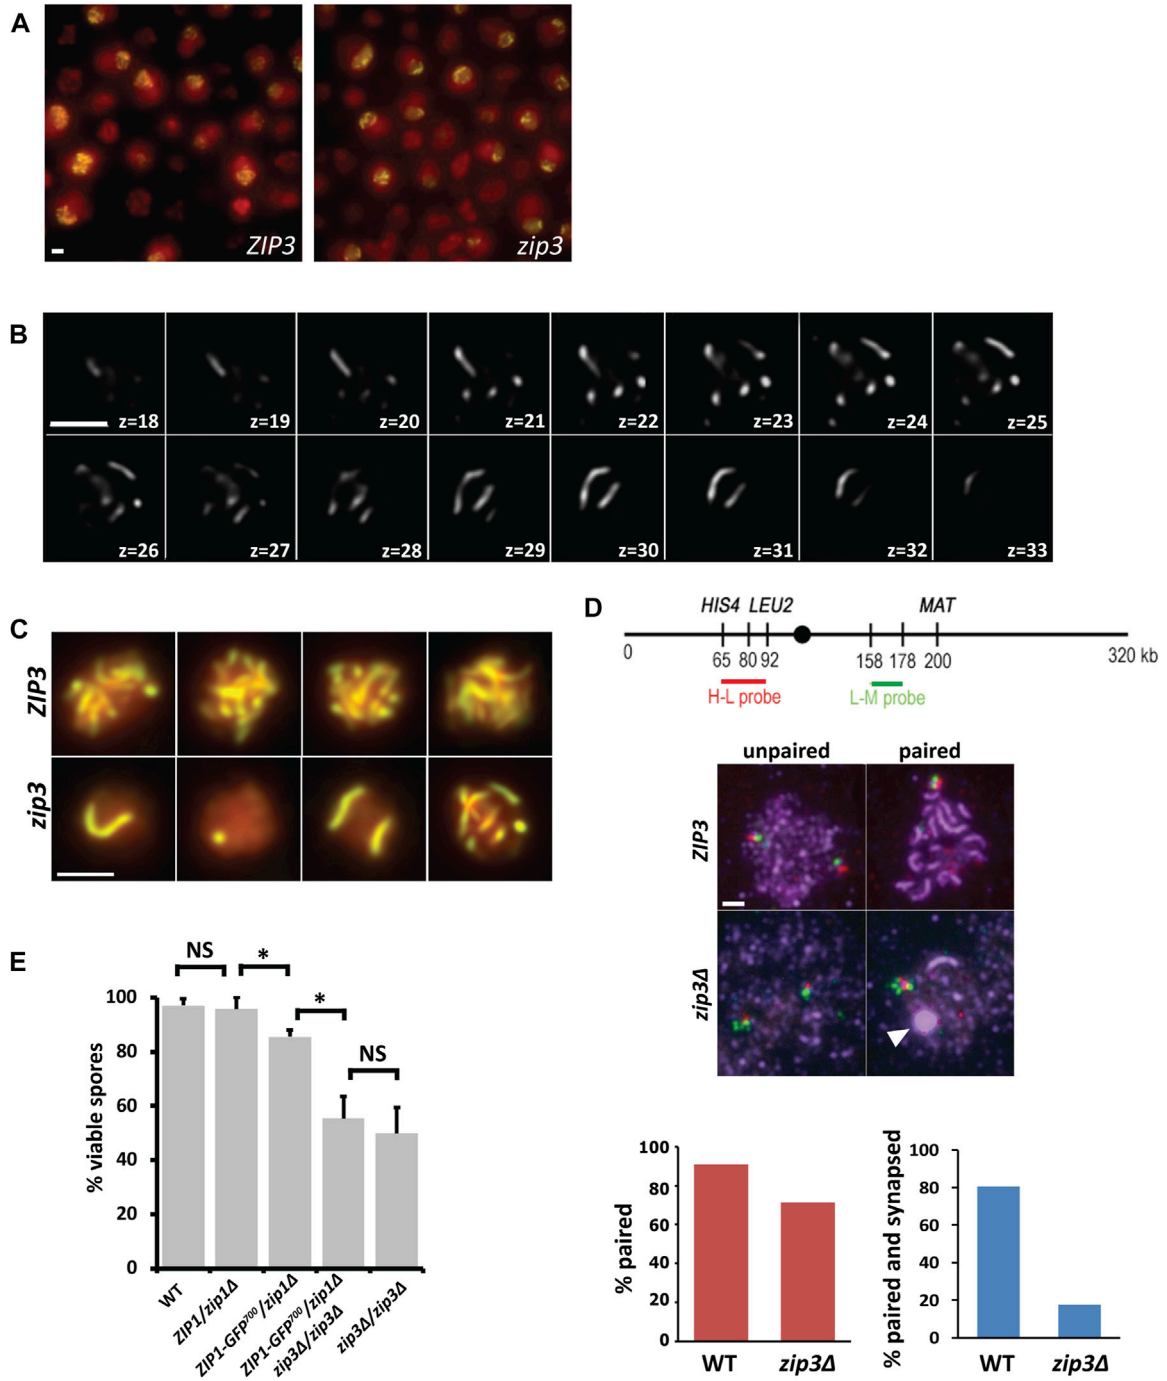 A
ZIP3
zip3
B
z=18
z=19
z=20
z=21
z=22
z=23
z=24
z=25
z=26
z=27
z=28
z=29
z=30
z=31
z=32
z=33
C
ZIP3
zip3
D
HIS4 LEU2 MAT
0 65 80 92 158 178 200 320 kb
H-L probe L-M probe
unpaired paired
ZIP3
zip3Δ
E
NS * * NS
% viable spores
100
80
60
40
20
0
WT
ZIP1/zip1Δ
ZIP1-GFP⁷⁰⁰/zip1Δ
ZIP1-GFP⁷⁰⁰/zip1Δ
zip3Δ/zip3Δ
zip3Δ/zip3Δ
% paired
100
80
60
40
20
0
WT zip3Δ
% paired and synapsed
100
80
60
40
20
0
WT zip3Δ